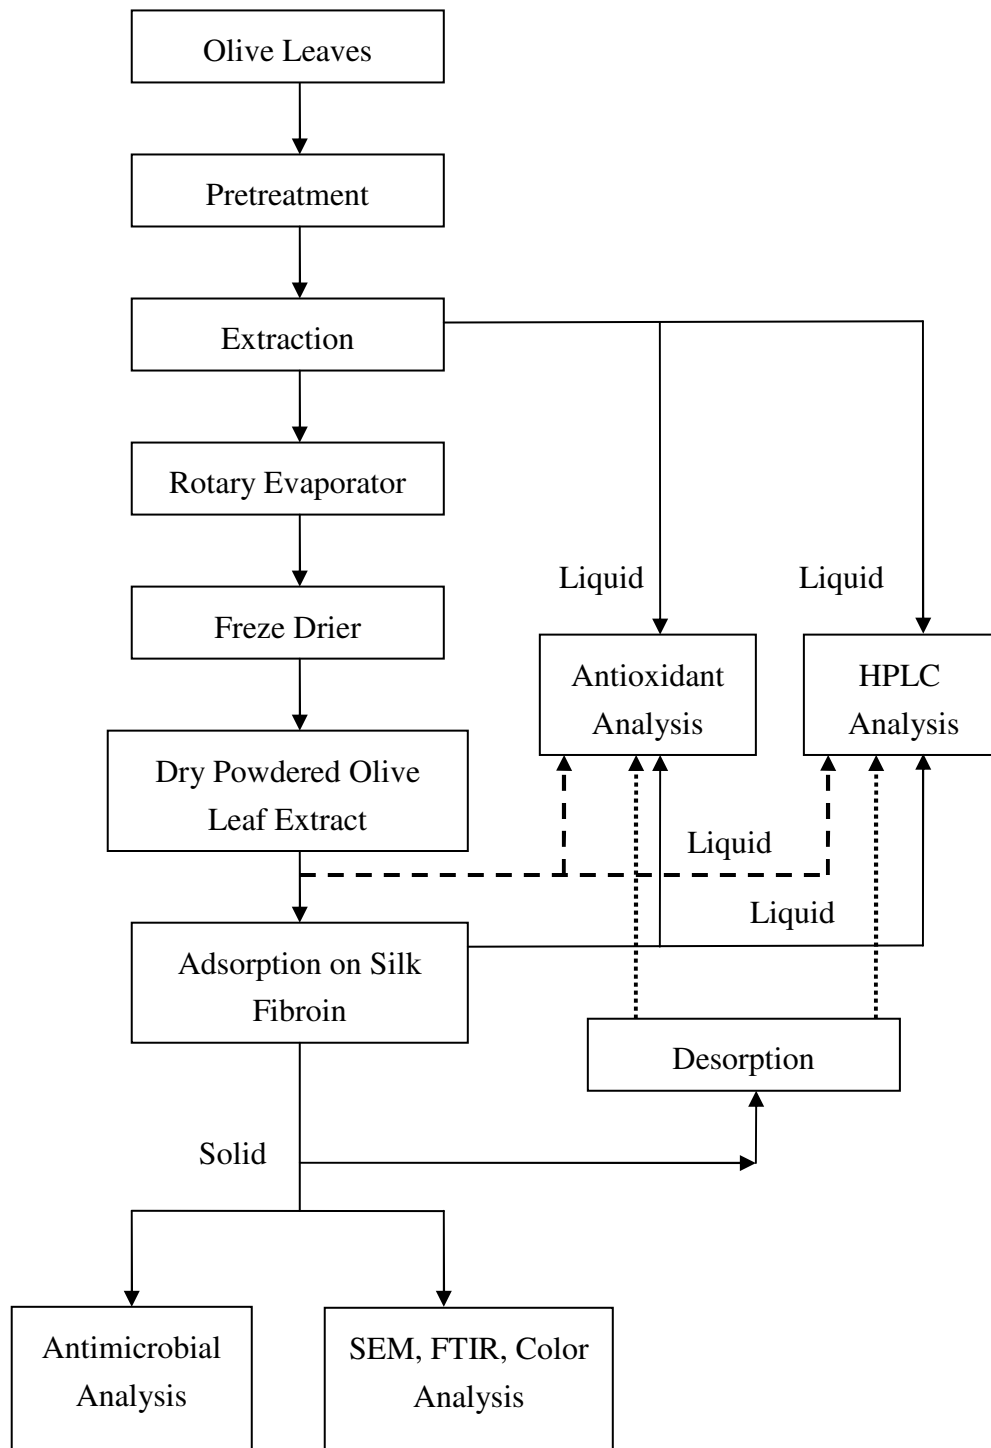 Olive Leaves
Pretreatment
Extraction
Rotary Evaporator
Liquid
Liquid
Freze Drier
Antioxidant
Analysis
HPLC
Analysis
Dry Powdered Olive
Leaf Extract
Liquid
Liquid
Adsorption on Silk
Fibroin
Desorption
Solid
Antimicrobial
Analysis
SEM, FTIR, Color
Analysis